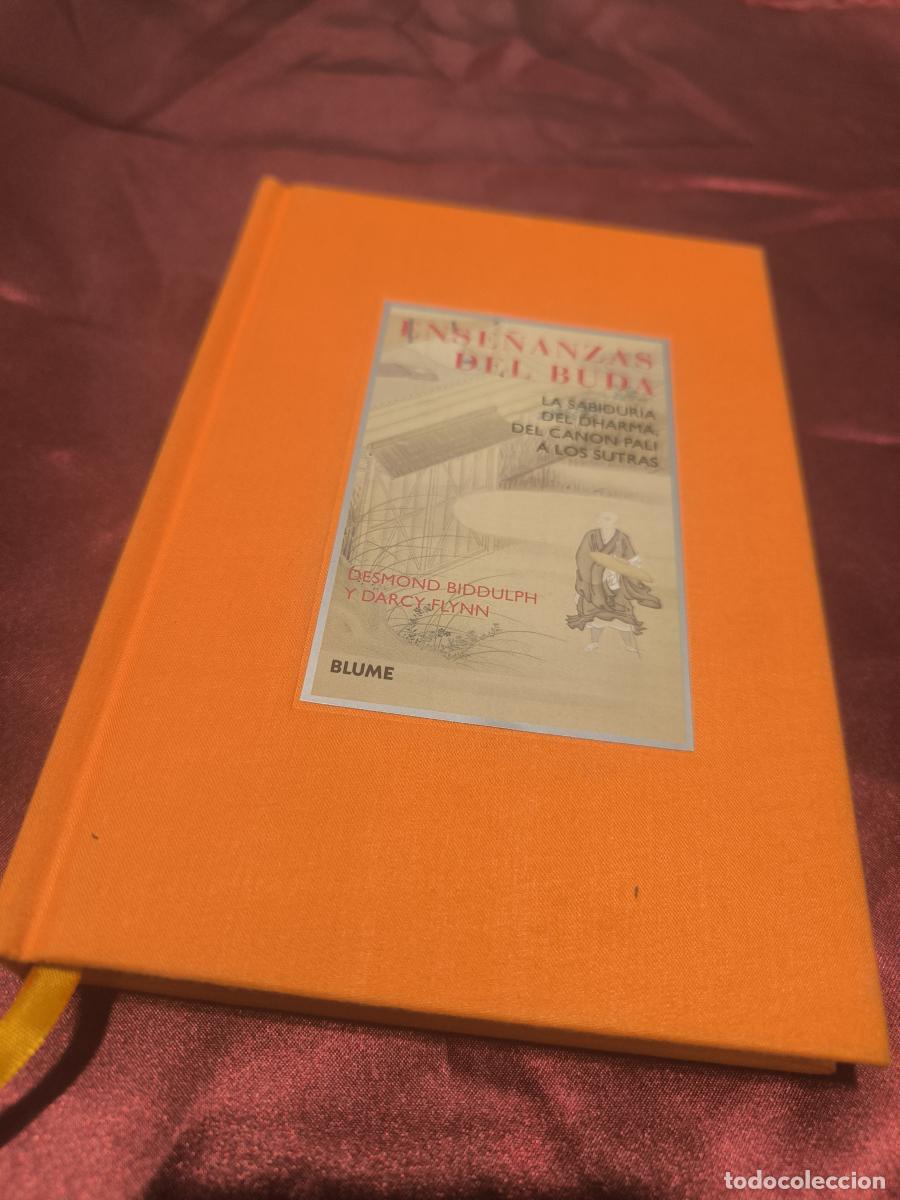 ENSEÑANZAS
DEL BUDA
LA SABIDURÍA
DEL DHARMA,
DEL CANON PALI
A LOS SUTRAS
DESMOND BIDDULPH
Y DARCY FLYNN
BLUME
todocoleccion